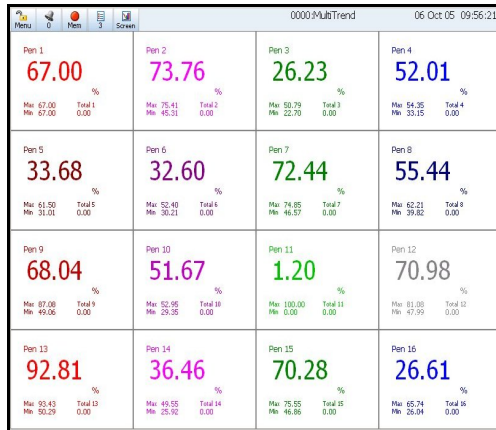 0000:MultiTrend 06 Oct 05 09:56:21
Menu 0 Mem 3 Screen
Pen 1 Pen 2 Pen 3 Pen 4
67.00 73.76 26.23 52.01
% % % %
Max 67.00 Total 1 Max 75.41 Total 2 Max 50.79 Total 3 Max 54.35 Total 4
Min 67.00 0.00 Min 45.31 0.00 Min 22.70 0.00 Min 33.15 0.00
Pen 5 Pen 6 Pen 7 Pen 8
33.68 32.60 72.44 55.44
% % % %
Max 61.50 Total 5 Max 52.40 Total 6 Max 74.85 Total 7 Max 62.21 Total 8
Min 31.01 0.00 Min 30.21 0.00 Min 46.57 0.00 Min 39.82 0.00
Pen 9 Pen 10 Pen 11 Pen 12
68.04 51.67 1.20 70.98
% % % %
Max 87.08 Total 9 Max 52.95 Total 10 Max 100.00 Total 11 Max 81.08 Total 12
Min 49.06 0.00 Min 29.35 0.00 Min 0.00 0.00 Min 47.99 0.00
Pen 13 Pen 14 Pen 15 Pen 16
92.81 36.46 70.28 26.61
% % % %
Max 93.43 Total 13 Max 49.55 Total 14 Max 75.55 Total 15 Max 65.74 Total 16
Min 50.29 0.00 Min 25.92 0.00 Min 46.86 0.00 Min 26.04 0.00